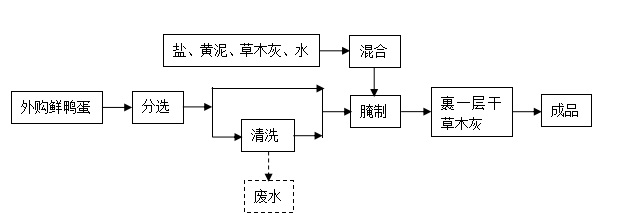 盐、黄泥、草木灰、水
混合
外购鲜鸭蛋
分选
清洗
腌制
裹一层干
草木灰
成品
废水